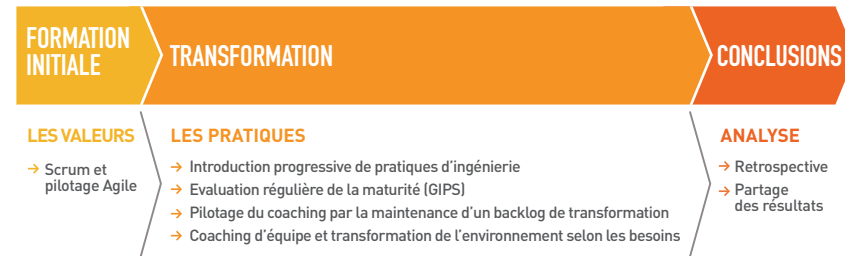 FORMATION
INITIALE
TRANSFORMATION
CONCLUSIONS
LES VALEURS
→ Scrum et
pilotage Agile
LES PRATIQUES
→ Introduction progressive de pratiques d'ingénierie
→ Evaluation régulière de la maturité (GIPS)
→ Pilotage du coaching par la maintenance d'un backlog de transformation
→ Coaching d'équipe et transformation de l'environnement selon les besoins
ANALYSE
→ Retrospective
→ Partage
des résultats